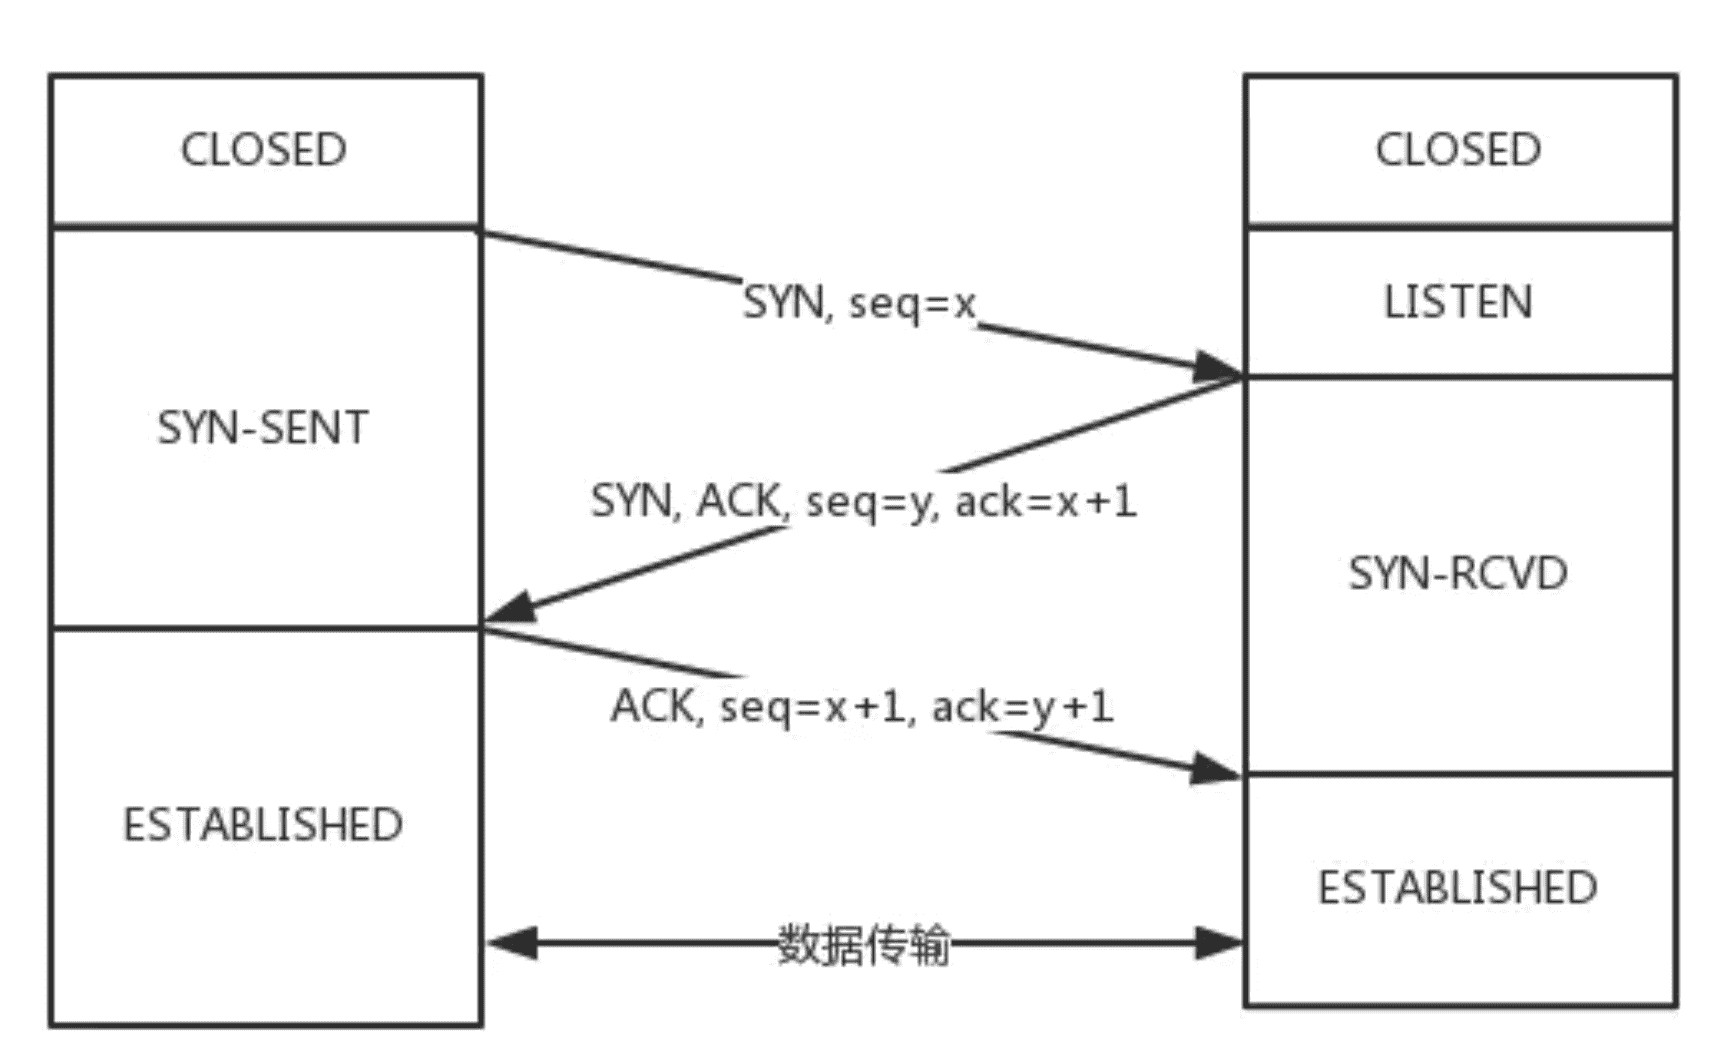 CLOSED
CLOSED
SYN, seq=x
LISTEN
SYN-SENT
SYN, ACK, seq=y, ack=x+1
SYN-RCVD
ACK, seq=x+1, ack=y+1
ESTABLISHED
ESTABLISHED
数据传输